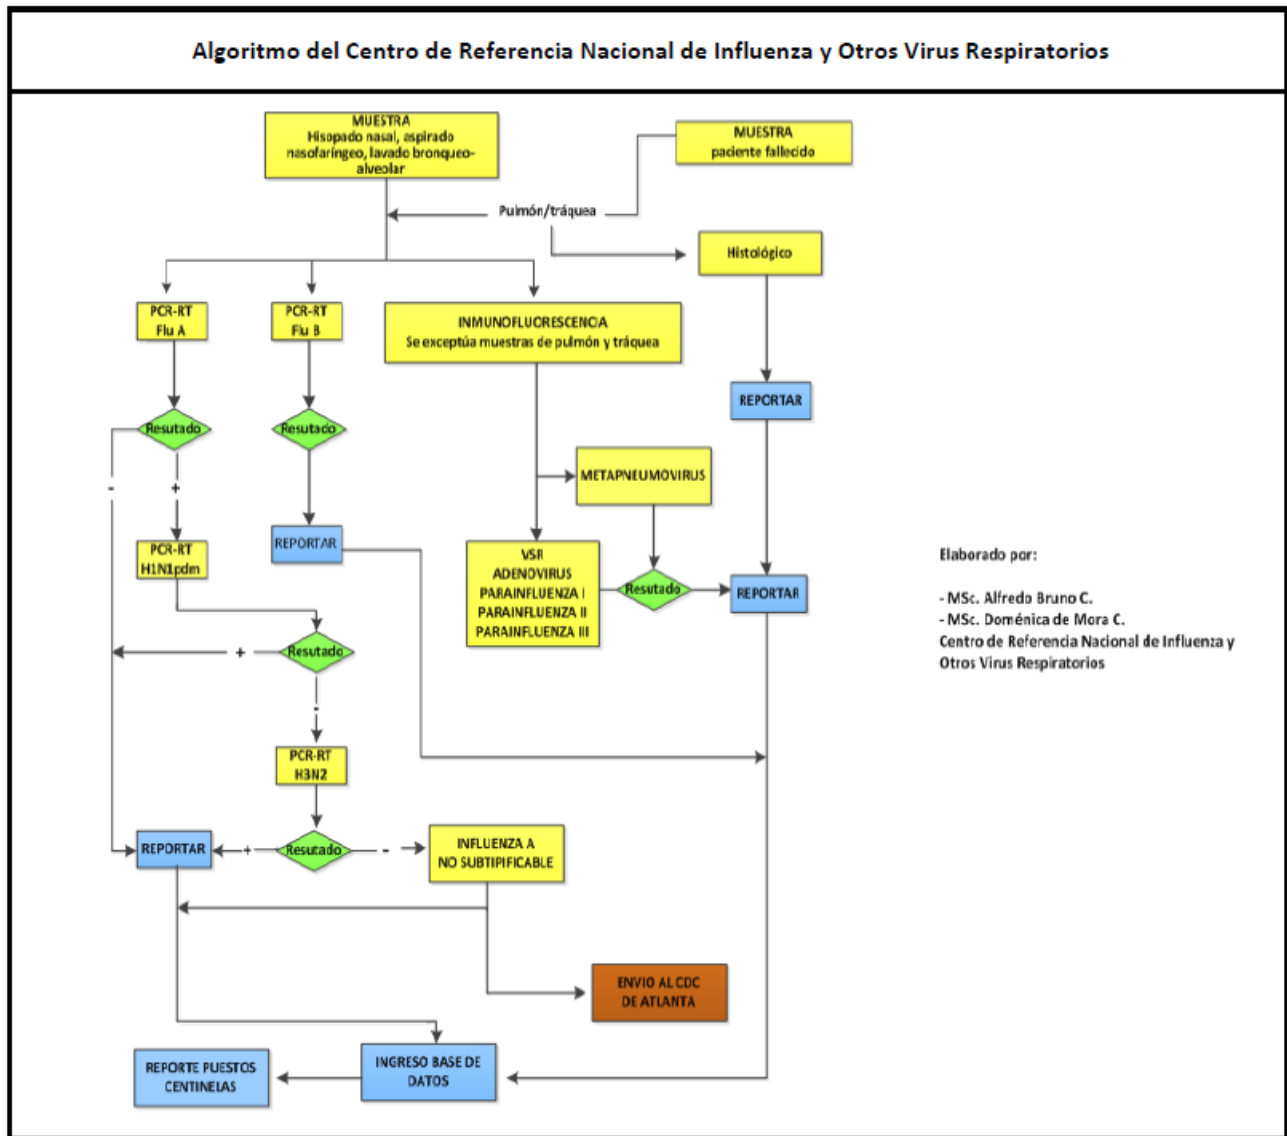 Algoritmo del Centro de Referencia Nacional de Influenza y Otros Virus Respiratorios
MUESTRA
Hisopado nasal, aspirado
nasofaríngeo, lavado bronqueo-
alveolar
MUESTRA
paciente fallecido
Pulmón/tráquea
Histológico
PCR-RT
Flu A
PCR-RT
Flu B
INMUNOFLUORESCENCIA
Se exceptúa muestras de pulmón y tráquea
REPORTAR
Resutado
Resutado
METAPNEUMOVIRUS
-
+
REPORTAR
PCR-RT
H1N1pdm
VSR
ADENOVIRUS
PARAINFLUENZA I
PARAINFLUENZA II
PARAINFLUENZA III
Resutado
REPORTAR
Elaborado por:
- MSc. Alfredo Bruno C.
- MSc. Doménica de Mora C.
Centro de Referencia Nacional de Influenza y
Otros Virus Respiratorios
+
Resutado
-
PCR-RT
H3N2
REPORTAR
+
Resutado
-
INFLUENZA A
NO SUBTIPIFICABLE
ENVIO AL CDC
DE ATLANTA
REPORTE PUESTOS
CENTINELAS
INGRESO BASE DE
DATOS